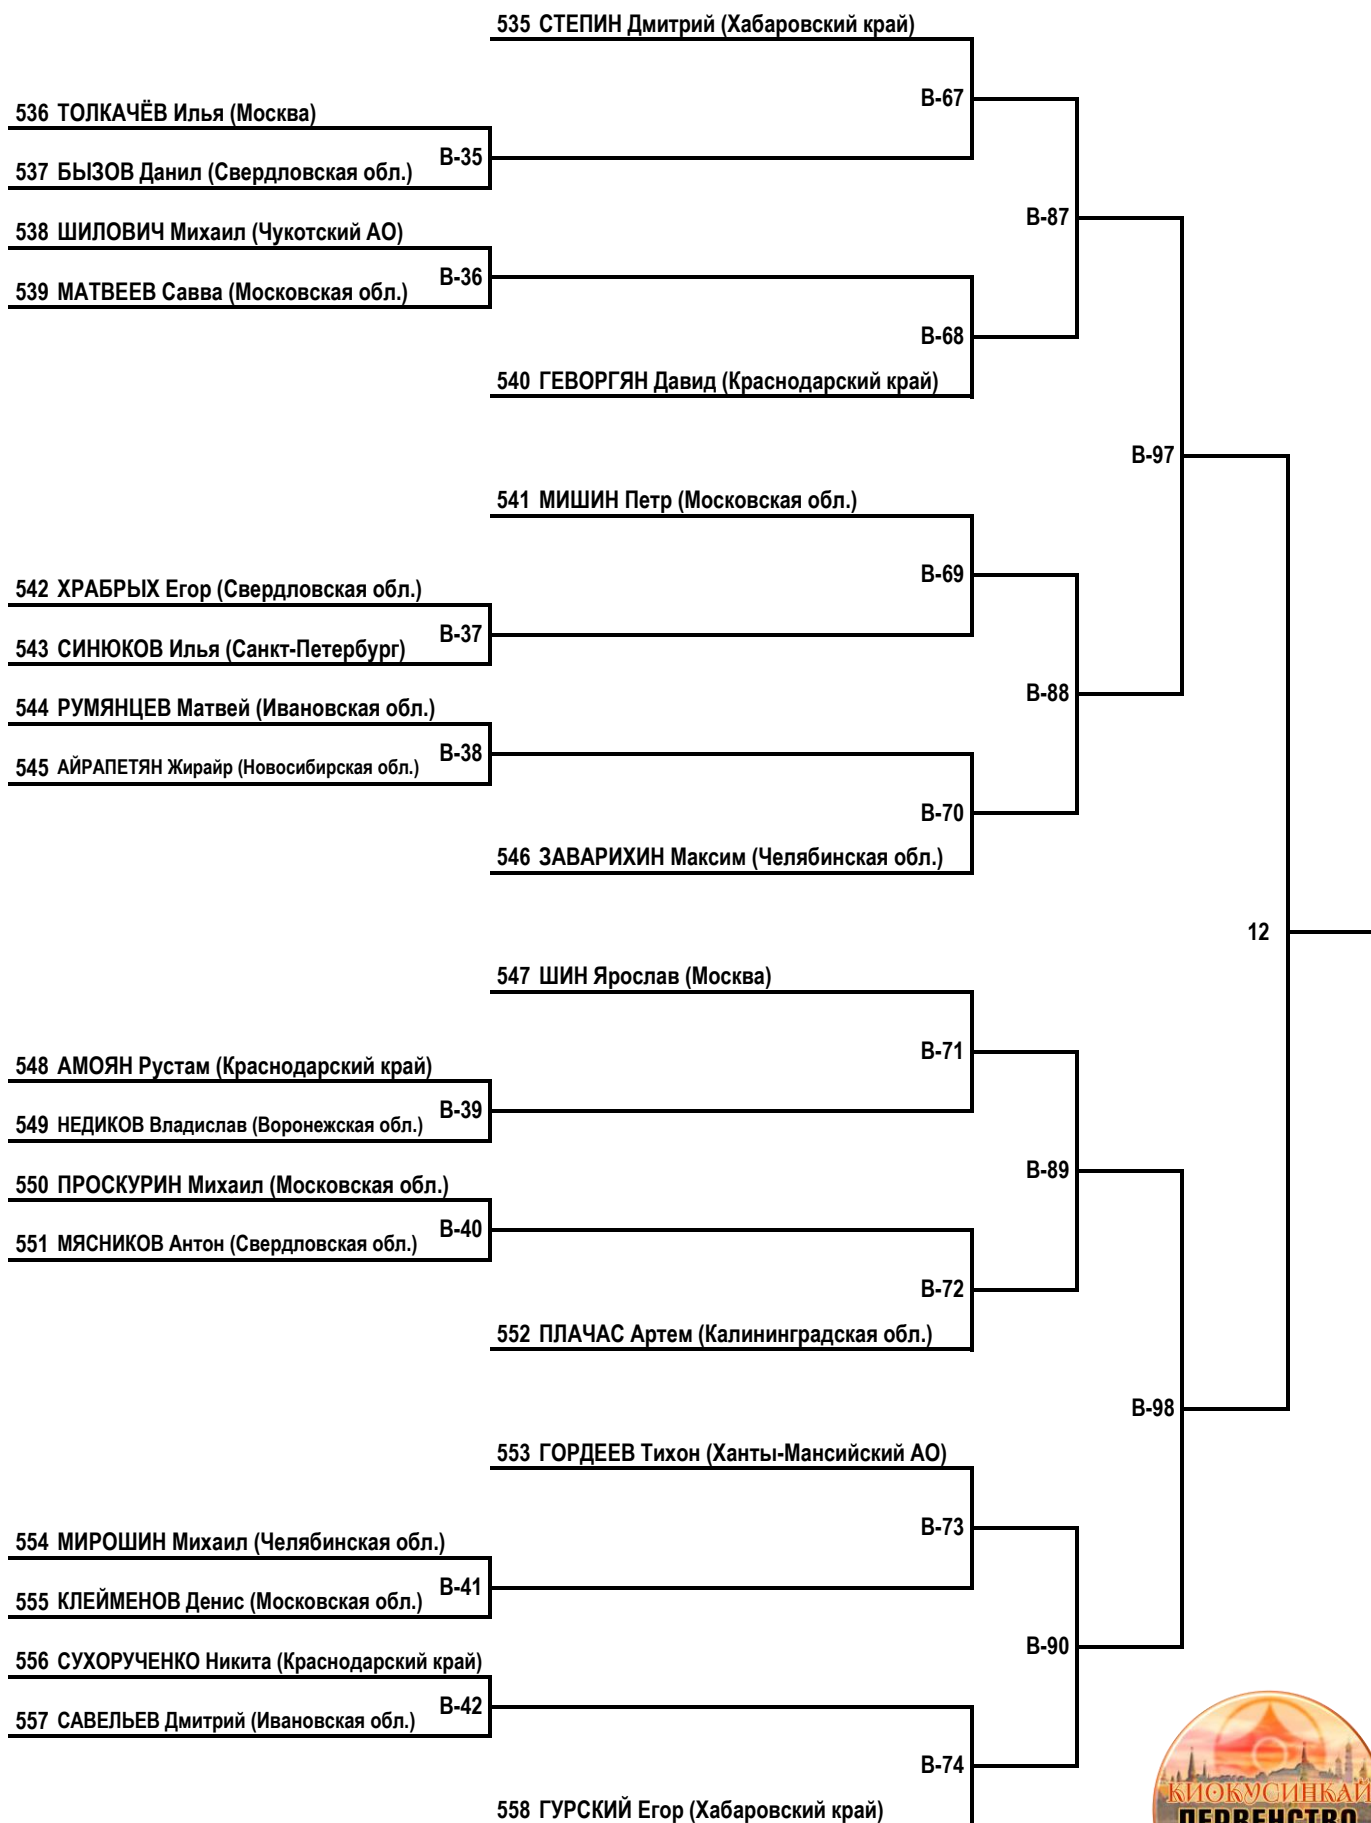 535 СТЕПИН Дмитрий (Хабаровский край)
B-67
536 ТОЛКАЧЁВ Илья (Москва)
B-35
537 БЫЗОВ Данил (Свердловская обл.)
B-87
538 ШИЛОВИЧ Михаил (Чукотский АО)
B-36
539 МАТВЕЕВ Савва (Московская обл.)
B-68
540 ГЕВОРГЯН Давид (Краснодарский край)
B-97
541 МИШИН Петр (Московская обл.)
B-69
542 ХРАБРЫХ Егор (Свердловская обл.)
B-37
543 СИНЮКОВ Илья (Санкт-Петербург)
B-88
544 РУМЯНЦЕВ Матвей (Ивановская обл.)
B-38
545 АЙРАПЕТЯН Жирайр (Новосибирская обл.)
B-70
546 ЗАВАРИХИН Максим (Челябинская обл.)
12
547 ШИН Ярослав (Москва)
B-71
548 АМОЯН Рустам (Краснодарский край)
B-39
549 НЕДИКОВ Владислав (Воронежская обл.)
B-89
550 ПРОСКУРИН Михаил (Московская обл.)
B-40
551 МЯСНИКОВ Антон (Свердловская обл.)
B-72
552 ПЛАЧАС Артем (Калининградская обл.)
B-98
553 ГОРДЕЕВ Тихон (Ханты-Мансийский АО)
B-73
554 МИРОШИН Михаил (Челябинская обл.)
B-41
555 КЛЕЙМЕНОВ Денис (Московская обл.)
B-90
556 СУХОРУЧЕНКО Никита (Краснодарский край)
B-42
557 САВЕЛЬЕВ Дмитрий (Ивановская обл.)
B-74
558 ГУРСКИЙ Егор (Хабаровский край)
КИОКУСИНКАЙ
ПЕРВЕНСТВО